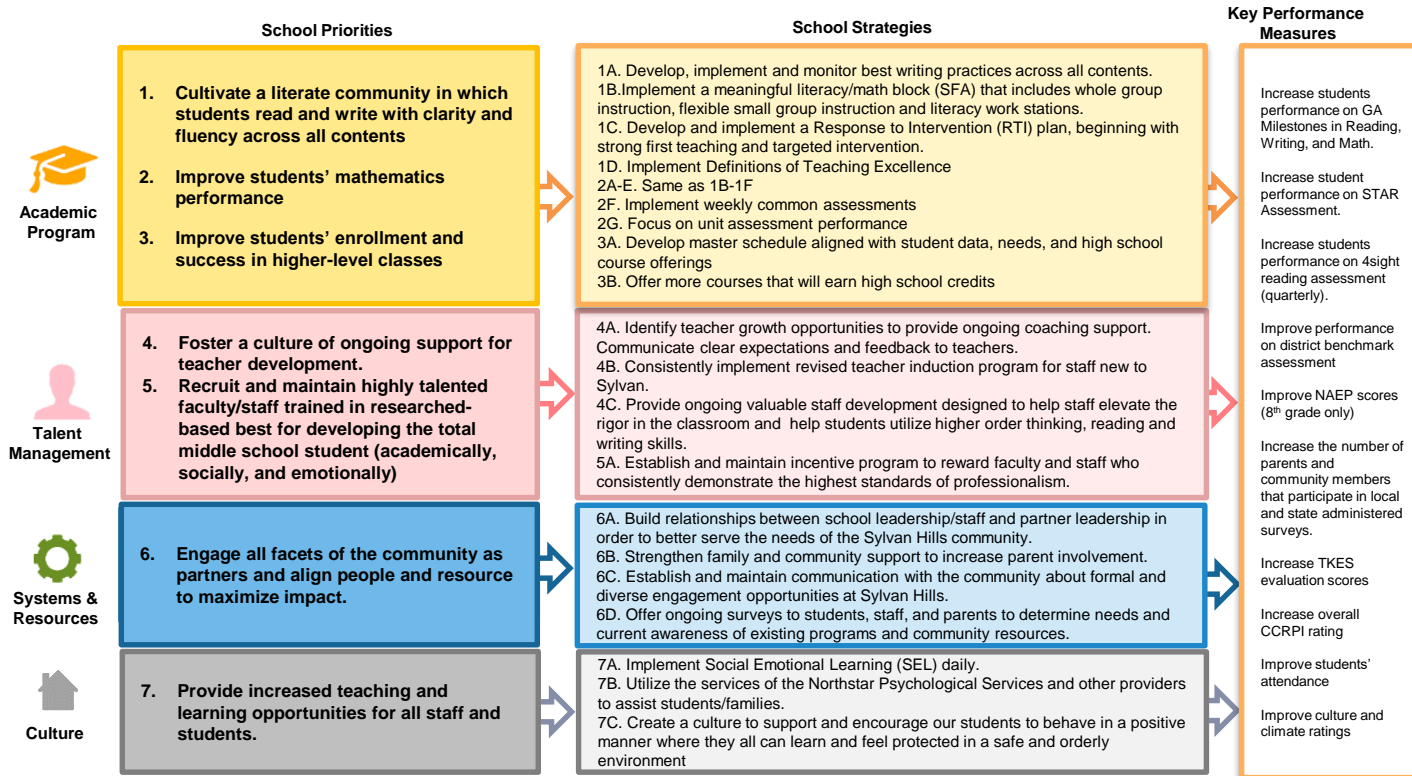 School Priorities
School Strategies
Key Performance
Measures
Academic
Program
1. Cultivate a literate community in which
students read and write with clarity and
fluency across all contents
2. Improve students’ mathematics
performance
3. Improve students’ enrollment and
success in higher-level classes
1A. Develop, implement and monitor best writing practices across all contents.
1B.Implement a meaningful literacy/math block (SFA) that includes whole group
instruction, flexible small group instruction and literacy work stations.
1C. Develop and implement a Response to Intervention (RTI) plan, beginning with
strong first teaching and targeted intervention.
1D. Implement Definitions of Teaching Excellence
2A-E. Same as 1B-1F
2F. Implement weekly common assessments
2G. Focus on unit assessment performance
3A. Develop master schedule aligned with student data, needs, and high school
course offerings
3B. Offer more courses that will earn high school credits
Talent
Management
4. Foster a culture of ongoing support for
teacher development.
5. Recruit and maintain highly talented
faculty/staff trained in researched-
based best for developing the total
middle school student (academically,
socially, and emotionally)
4A. Identify teacher growth opportunities to provide ongoing coaching support.
Communicate clear expectations and feedback to teachers.
4B. Consistently implement revised teacher induction program for staff new to
Sylvan.
4C. Provide ongoing valuable staff development designed to help staff elevate the
rigor in the classroom and help students utilize higher order thinking, reading and
writing skills.
5A. Establish and maintain incentive program to reward faculty and staff who
consistently demonstrate the highest standards of professionalism.
Systems &
Resources
6. Engage all facets of the community as
partners and align people and resource
to maximize impact.
6A. Build relationships between school leadership/staff and partner leadership in
order to better serve the needs of the Sylvan Hills community.
6B. Strengthen family and community support to increase parent involvement.
6C. Establish and maintain communication with the community about formal and
diverse engagement opportunities at Sylvan Hills.
6D. Offer ongoing surveys to students, staff, and parents to determine needs and
current awareness of existing programs and community resources.
Culture
7. Provide increased teaching and
learning opportunities for all staff and
students.
7A. Implement Social Emotional Learning (SEL) daily.
7B. Utilize the services of the Northstar Psychological Services and other providers
to assist students/families.
7C. Create a culture to support and encourage our students to behave in a positive
manner where they all can learn and feel protected in a safe and orderly
environment
Increase students
performance on GA
Milestones in Reading,
Writing, and Math.
Increase student
performance on STAR
Assessment.
Increase students
performance on 4sight
reading assessment
(quarterly).
Improve performance
on district benchmark
assessment
Improve NAEP scores
(8th grade only)
Increase the number of
parents and
community members
that participate in local
and state administered
surveys.
Increase TKES
evaluation scores
Increase overall
CCRPI rating
Improve students’
attendance
Improve culture and
climate ratings